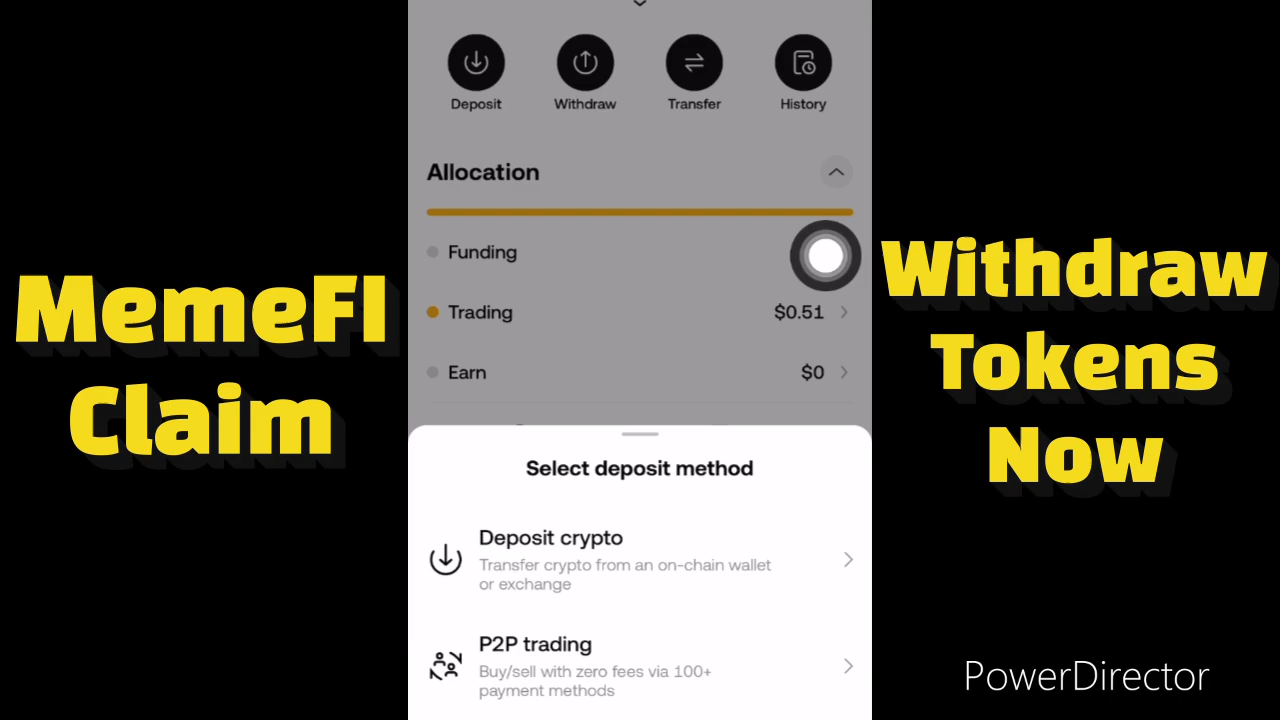 MemeFI
Claim
Deposit
Withdraw
Transfer
History
Allocation
Funding
Trading
$0.51
Earn
$0
Select deposit method
Deposit crypto
Transfer crypto from an on-chain wallet
or exchange
P2P trading
Buy/sell with zero fees via 100+
payment methods
Withdraw
Tokens
Now
PowerDirector